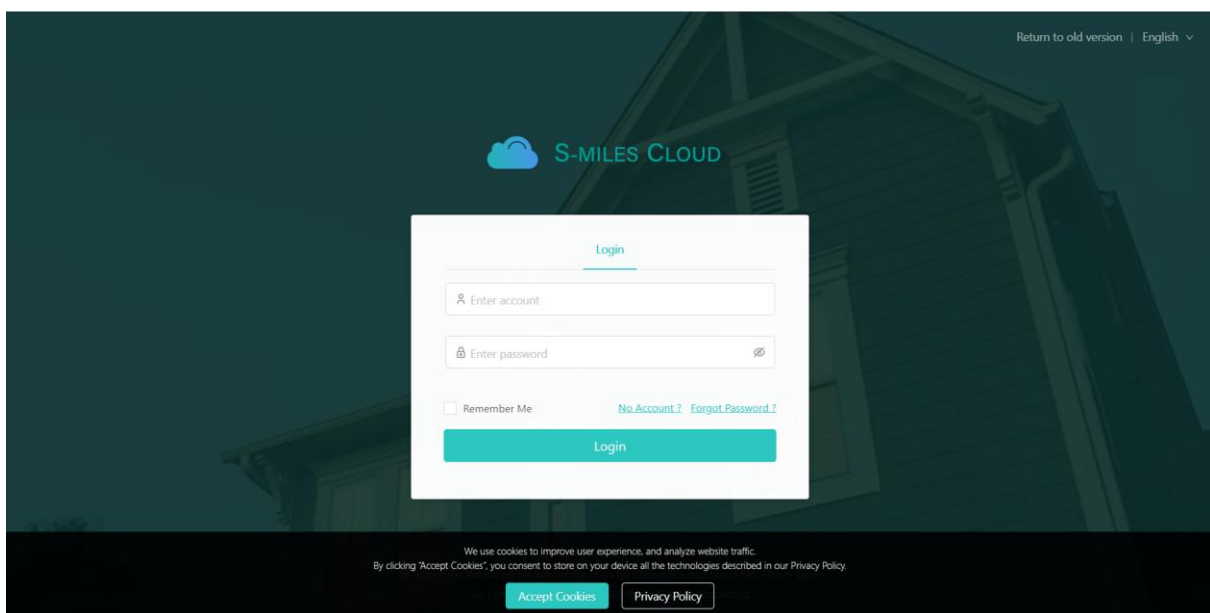 Return to old version | English
S-MILES CLOUD
Login
Enter account
Enter password
Remember Me No Account ? Forgot Password ?
Login
We use cookies to improve user experience, and analyze website traffic.
By clicking "Accept Cookies", you consent to store on your device all the technologies described in our Privacy Policy.
Accept Cookies Privacy Policy